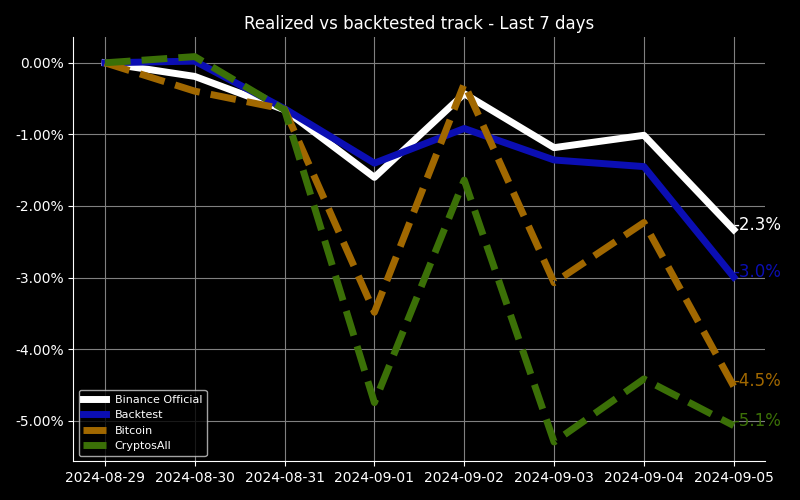 Realized vs backtested track - Last 7 days
0.00%
-1.00%
-2.00%
-3.00%
-4.00%
-5.00%
-2.3%
-3.0%
-4.5%
-5.1%
Binance Official
Backtest
Bitcoin
CryptosAll
2024-08-29 2024-08-30 2024-08-31 2024-09-01 2024-09-02 2024-09-03 2024-09-04 2024-09-05